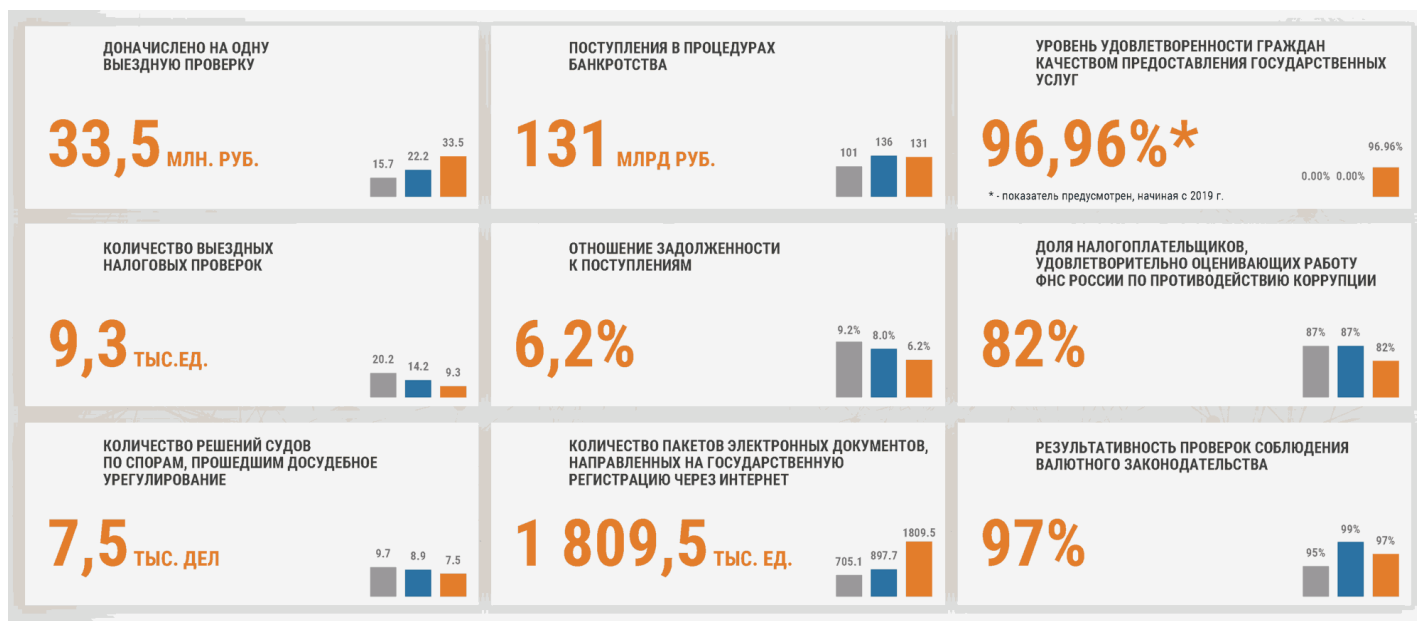 ДОНАЧИСЛЕНО НА ОДНУ
ВЫЕЗДНУЮ ПРОВЕРКУ
33,5 МЛН. РУБ.
15.7 22.2 33.5
ПОСТУПЛЕНИЯ В ПРОЦЕДУРАХ
БАНКРОТСТВА
131 МЛРД РУБ.
101 136 131
УРОВЕНЬ УДОВЛЕТВОРЕННОСТИ ГРАЖДАН
КАЧЕСТВОМ ПРЕДОСТАВЛЕНИЯ ГОСУДАРСТВЕННЫХ
УСЛУГ
96,96%*
0.00% 0.00% 96.96%
* - показатель предусмотрен, начиная с 2019 г.
КОЛИЧЕСТВО ВЫЕЗДНЫХ
НАЛОГОВЫХ ПРОВЕРОК
9,3 ТЫС.ЕД.
20.2 14.2 9.3
ОТНОШЕНИЕ ЗАДОЛЖЕННОСТИ
К ПОСТУПЛЕНИЯМ
6,2%
9.2% 8.0% 6.2%
ДОЛЯ НАЛОГОПЛАТЕЛЬЩИКОВ,
УДОВЛЕТВОРИТЕЛЬНО ОЦЕНИВАЮЩИХ РАБОТУ
ФНС РОССИИ ПО ПРОТИВОДЕЙСТВИЮ КОРРУПЦИИ
82%
87% 87% 82%
КОЛИЧЕСТВО РЕШЕНИЙ СУДОВ
ПО СПОРАМ, ПРОШЕДШИМ ДОСУДЕБНОЕ
УРЕГУЛИРОВАНИЕ
7,5 ТЫС. ДЕЛ
9.7 8.9 7.5
КОЛИЧЕСТВО ПАКЕТОВ ЭЛЕКТРОННЫХ ДОКУМЕНТОВ,
НАПРАВЛЕННЫХ НА ГОСУДАРСТВЕННУЮ
РЕГИСТРАЦИЮ ЧЕРЕЗ ИНТЕРНЕТ
1 809,5 ТЫС. ЕД.
705.1 897.7 1809.5
РЕЗУЛЬТАТИВНОСТЬ ПРОВЕРОК СОБЛЮДЕНИЯ
ВАЛЮТНОГО ЗАКОНОДАТЕЛЬСТВА
97%
95% 99% 97%